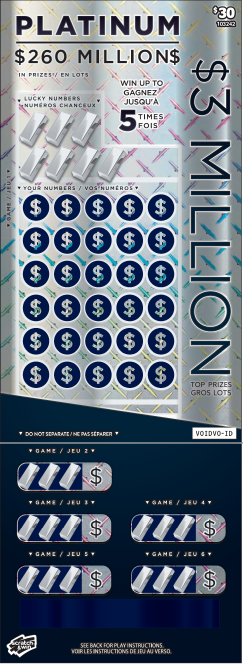 PLATINUM
$30
103242
$260 MILLION$
IN PRIZES / EN LOTS
WIN UP TO
GAGNEZ
JUSQU'À
5 TIMES
FOIS
LUCKY NUMBERS
NUMÉROS CHANCEUX
GAME / JEU 1
YOUR NUMBERS / VOS NUMÉROS
$ $ $ $ $
$ $ $ $ $
$ $ $ $ $
$ $ $ $ $
$ $ $ $ $
$ $ $ $ $
$3 MILLION
TOP PRIZES
GROS LOTS
DO NOT SEPARATE / NE PAS SÉPARER
VOIDVO-ID
GAME / JEU 2
$
GAME / JEU 3
GAME / JEU 4
$ $
GAME / JEU 5
GAME / JEU 6
$ $
Scratch
&win
SEE BACK FOR PLAY INSTRUCTIONS.
VOIR LES INSTRUCTIONS DE JEU AU VERSO.